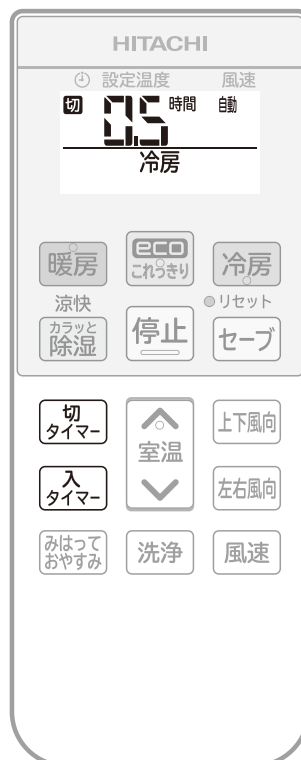 HITACHI
設定温度 風速
切 0.5 時間 自動
冷房
暖房 eco これっきり 冷房
涼快 リセット
カラッと除湿 停止 セーブ
切タイマー 室温 上下風向
入タイマー 左右風向
みはっておやすみ 洗浄 風速